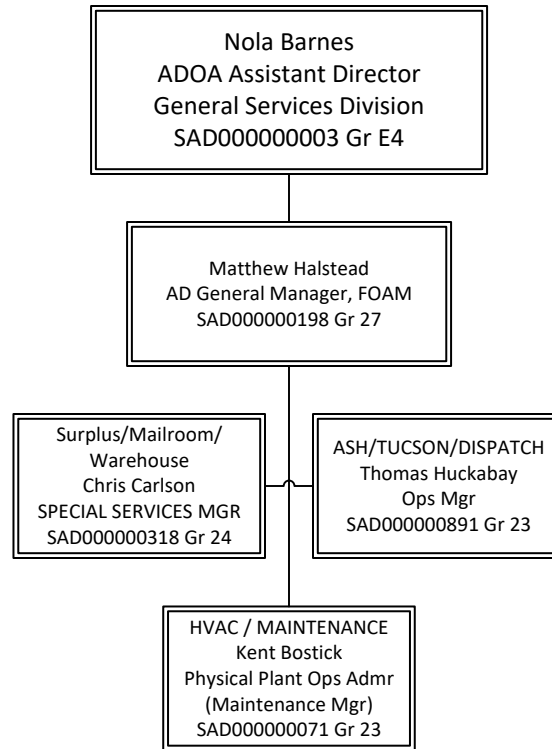 Nola Barnes
ADOA Assistant Director
General Services Division
SAD000000003 Gr E4
Matthew Halstead
AD General Manager, FOAM
SAD000000198 Gr 27
Surplus/Mailroom/
Warehouse
Chris Carlson
SPECIAL SERVICES MGR
SAD000000318 Gr 24
ASH/TUCSON/DISPATCH
Thomas Huckabay
Ops Mgr
SAD000000891 Gr 23
HVAC / MAINTENANCE
Kent Bostick
Physical Plant Ops Admr
(Maintenance Mgr)
SAD000000071 Gr 23